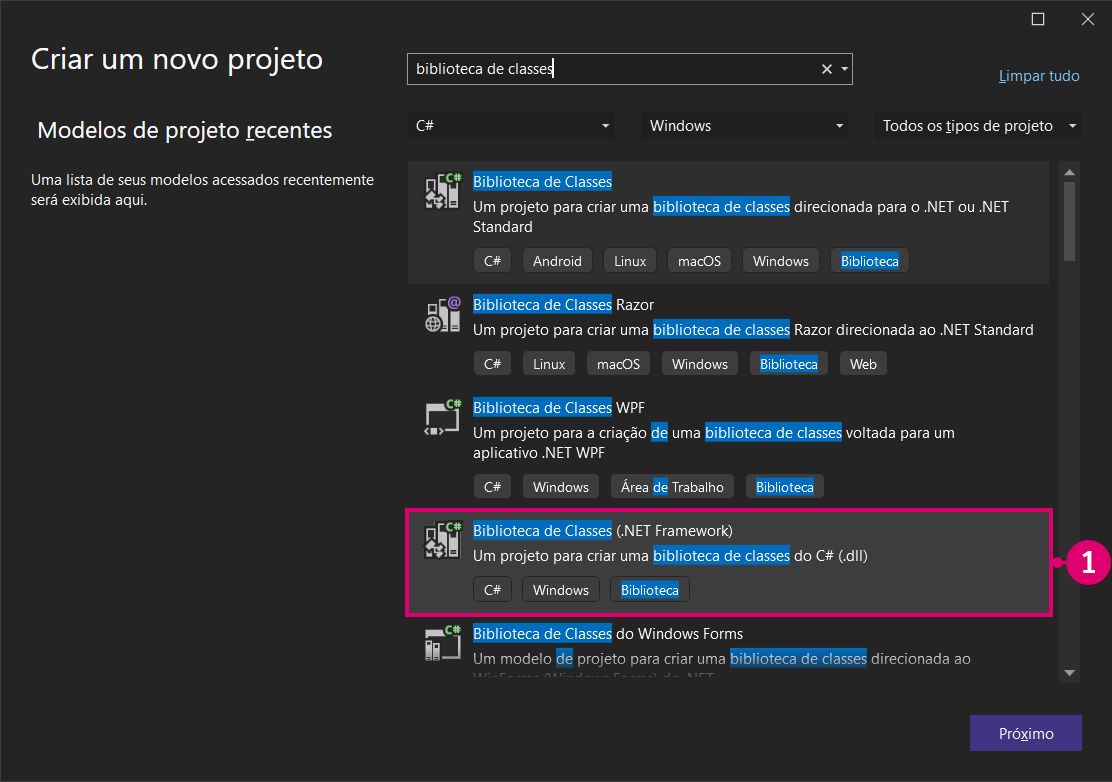 Criar um novo projeto
biblioteca de classes
Limpar tudo
Modelos de projeto recentes
C#
Windows
Todos os tipos de projeto
Uma lista de seus modelos acessados recentemente
será exibida aqui.
C#
Biblioteca de Classes
Um projeto para criar uma biblioteca de classes direcionada para o .NET ou .NET
Standard
C# Android Linux macOS Windows Biblioteca
@
Biblioteca de Classes Razor
Um projeto para criar uma biblioteca de classes Razor direcionada ao .NET Standard
C# Linux macOS Windows Biblioteca Web
C#
Biblioteca de Classes WPF
Um projeto para a criação de uma biblioteca de classes voltada para um
aplicativo .NET WPF
C# Windows Área de Trabalho Biblioteca
C#
Biblioteca de Classes (.NET Framework)
Um projeto para criar uma biblioteca de classes do C# (.dll)
C# Windows Biblioteca
1
C#
Biblioteca de Classes do Windows Forms
Um modelo de projeto para criar uma biblioteca de classes direcionada ao
WinForms (Windows Forms) do .NET
Próximo